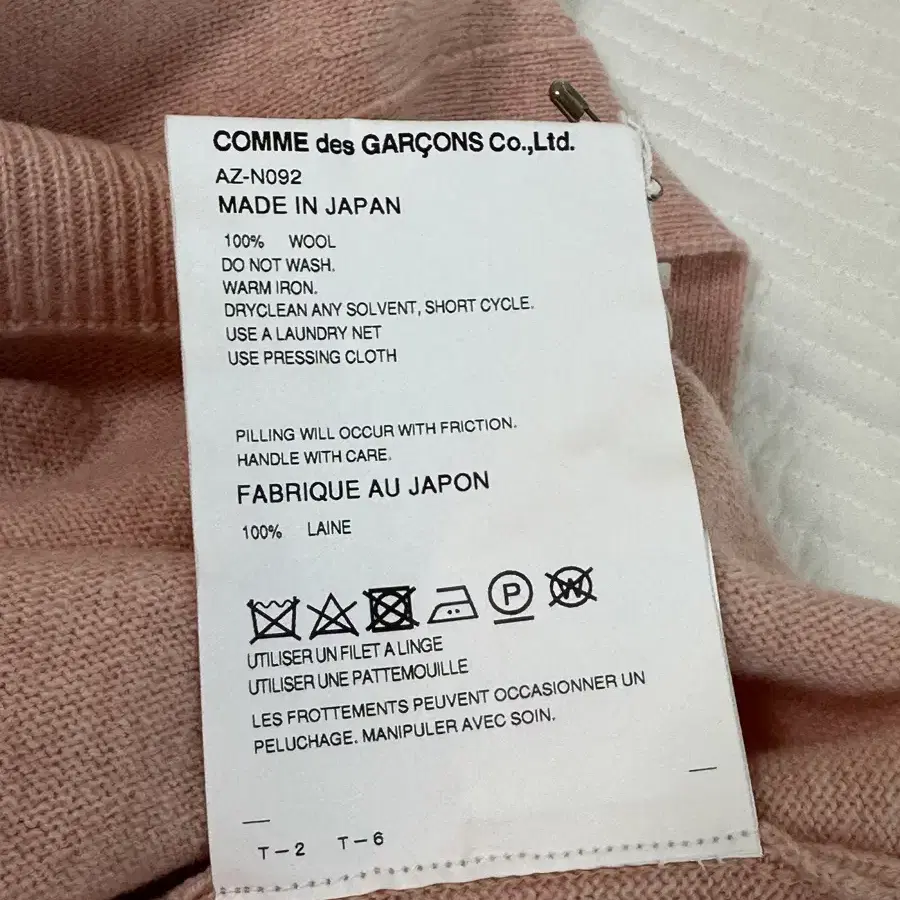 COMME des GARÇONS Co.,Ltd.
AZ-N092
MADE IN JAPAN
100% WOOL
DO NOT WASH.
WARM IRON.
DRYCLEAN ANY SOLVENT, SHORT CYCLE.
USE A LAUNDRY NET
USE PRESSING CLOTH
PILLING WILL OCCUR WITH FRICTION.
HANDLE WITH CARE.
FABRIQUE AU JAPON
100% LAINE
P W
UTILISER UN FILET A LINGE
UTILISER UNE PATTEMOUILLE
LES FROTTEMENTS PEUVENT OCCASIONNER UN
PELUCHAGE. MANIPULER AVEC SOIN.
T-2 T-6